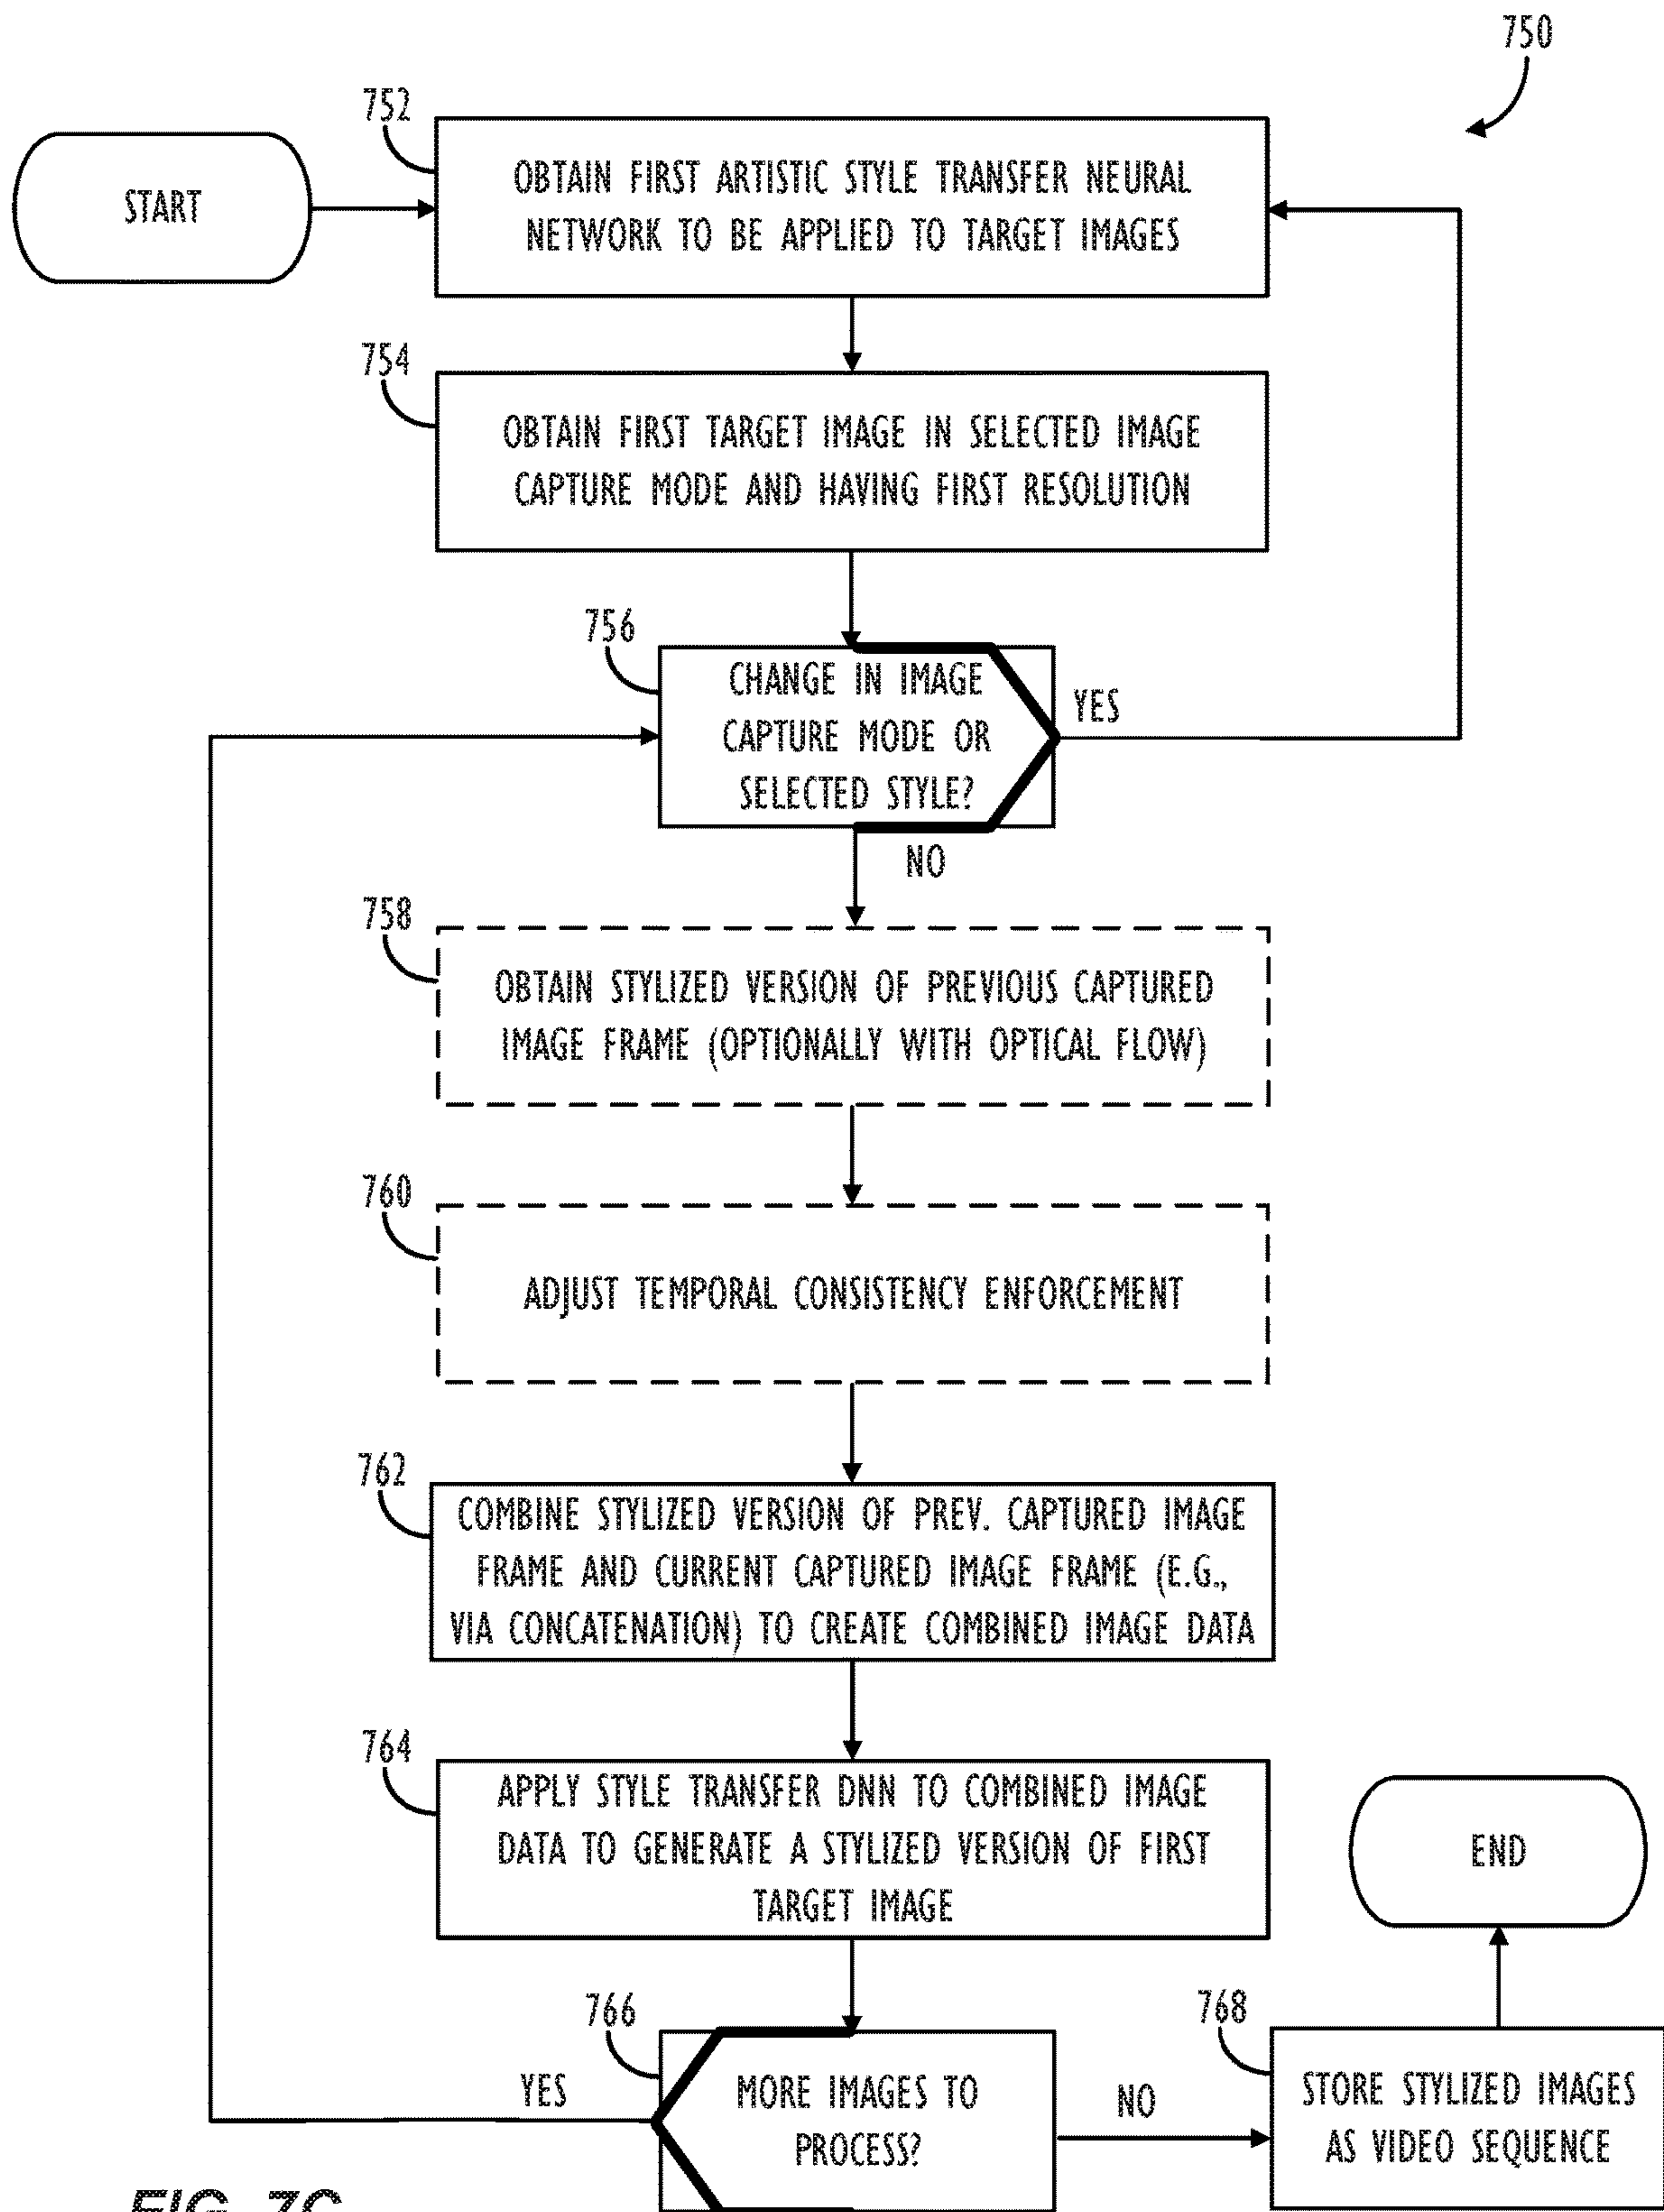 750
752
START
OBTAIN FIRST ARTISTIC STYLE TRANSFER NEURAL
NETWORK TO BE APPLIED TO TARGET IMAGES
754
OBTAIN FIRST TARGET IMAGE IN SELECTED IMAGE
CAPTURE MODE AND HAVING FIRST RESOLUTION
756
CHANGE IN IMAGE
CAPTURE MODE OR
SELECTED STYLE?
YES
NO
758
OBTAIN STYLIZED VERSION OF PREVIOUS CAPTURED
IMAGE FRAME (OPTIONALLY WITH OPTICAL FLOW)
760
ADJUST TEMPORAL CONSISTENCY ENFORCEMENT
762
COMBINE STYLIZED VERSION OF PREV. CAPTURED IMAGE
FRAME AND CURRENT CAPTURED IMAGE FRAME (E.G.,
VIA CONCATENATION) TO CREATE COMBINED IMAGE DATA
764
APPLY STYLE TRANSFER DNN TO COMBINED IMAGE
DATA TO GENERATE A STYLIZED VERSION OF FIRST
TARGET IMAGE
END
766
YES
MORE IMAGES TO
PROCESS?
NO
768
STORE STYLIZED IMAGES
AS VIDEO SEQUENCE
FIG. 7C